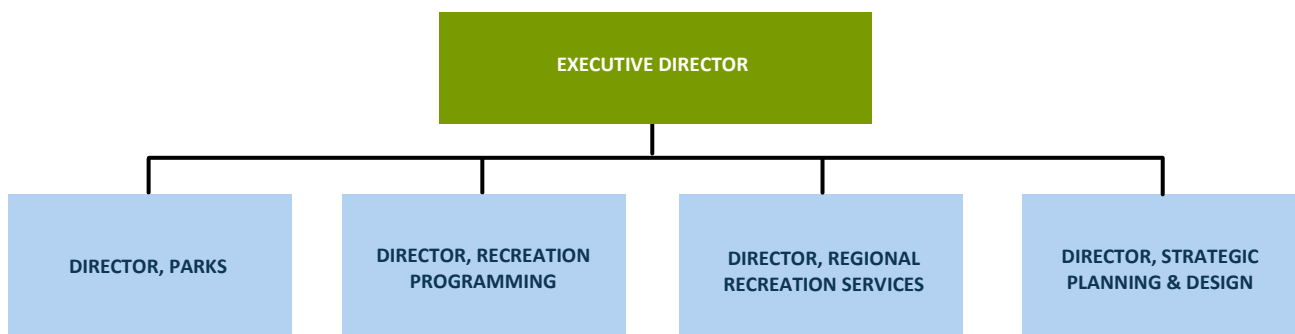 EXECUTIVE DIRECTOR
DIRECTOR, PARKS
DIRECTOR, RECREATION
PROGRAMMING
DIRECTOR, REGIONAL
RECREATION SERVICES
DIRECTOR, STRATEGIC
PLANNING & DESIGN